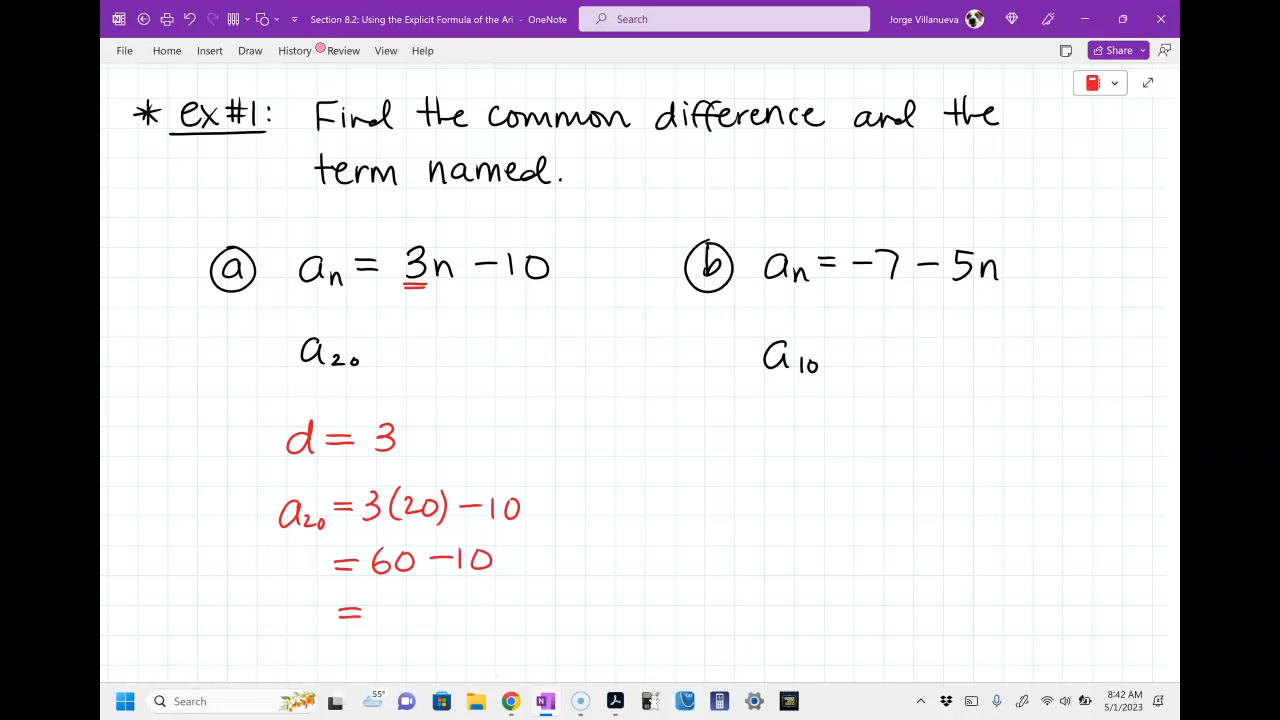 Section 8.2: Using the Explicit Formula of the Ari - OneNote
Search
Jorge Villanueva
File Home Insert Draw History Review View Help
Share
* ex #1: Find the common difference and the
term named.
a aₙ = 3n - 10
b aₙ = -7 - 5n
a₂₀
a₁₀
d = 3
a₂₀ = 3(20) - 10
= 60 - 10
=
Search
55°
8:42 AM
5/1/2023